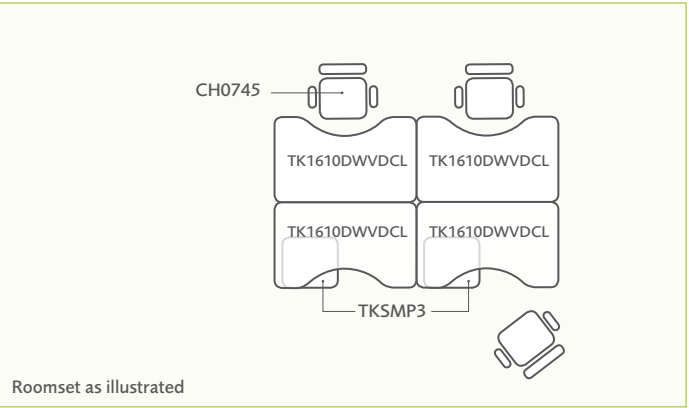 CH0745
TK1610DWVDCL TK1610DWVDCL
TK1610DWVDCL TK1610DWVDCL
TKSMP3
Roomset as illustrated